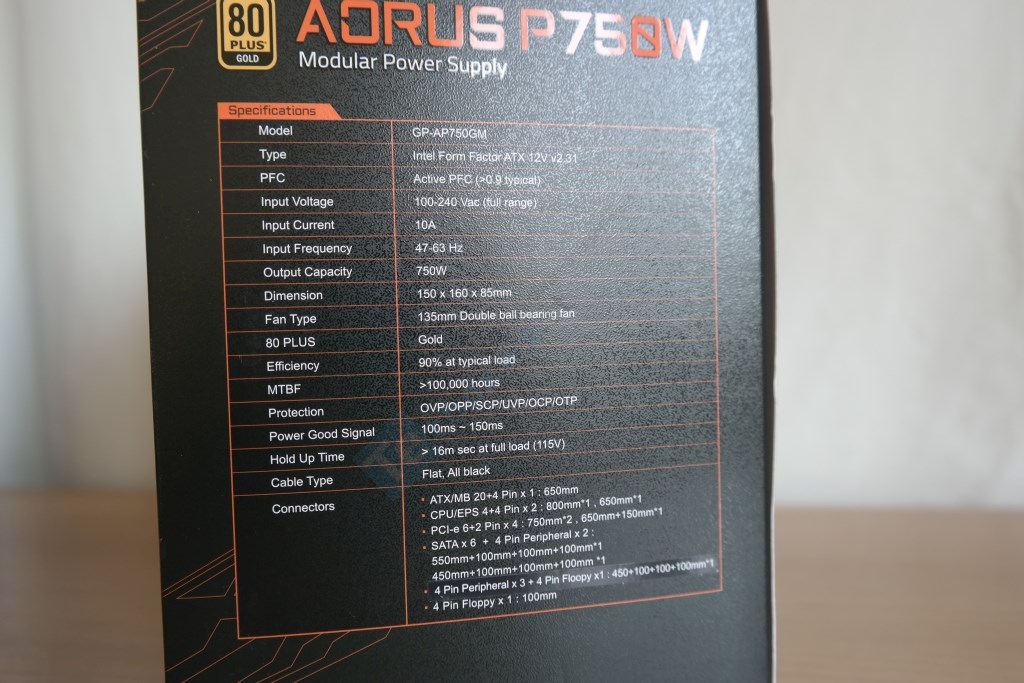 80
PLUS
GOLD
AORUS P750W
Modular Power Supply
Specifications
Model GP-AP750GM
Type Intel Form Factor ATX 12V v2.31
PFC Active PFC (>0.9 typical)
Input Voltage 100-240 Vac (full range)
Input Current 10A
Input Frequency 47-63 Hz
Output Capacity 750W
Dimension 150 x 160 x 85mm
Fan Type 135mm Double ball bearing fan
80 PLUS Gold
Efficiency 90% at typical load
MTBF >100,000 hours
Protection OVP/OPP/SCP/UVP/OCP/OTP
Power Good Signal 100ms ~ 150ms
Hold Up Time > 16m sec at full load (115V)
Cable Type Flat, All black
Connectors • ATX/MB 20+4 Pin x 1 : 650mm
• CPU/EPS 4+4 Pin x 2 : 800mm*1 , 650mm*1
• PCI-e 6+2 Pin x 4 : 750mm*2 , 650mm+150mm*1
• SATA x 6 + 4 Pin Peripheral x 2 :
550mm+100mm+100mm+100mm*1
450mm+100mm+100mm+100mm *1
• 4 Pin Peripheral x 3 + 4 Pin Floopy x1 : 450+100+100+100mm*1
• 4 Pin Floppy x 1 : 100mm